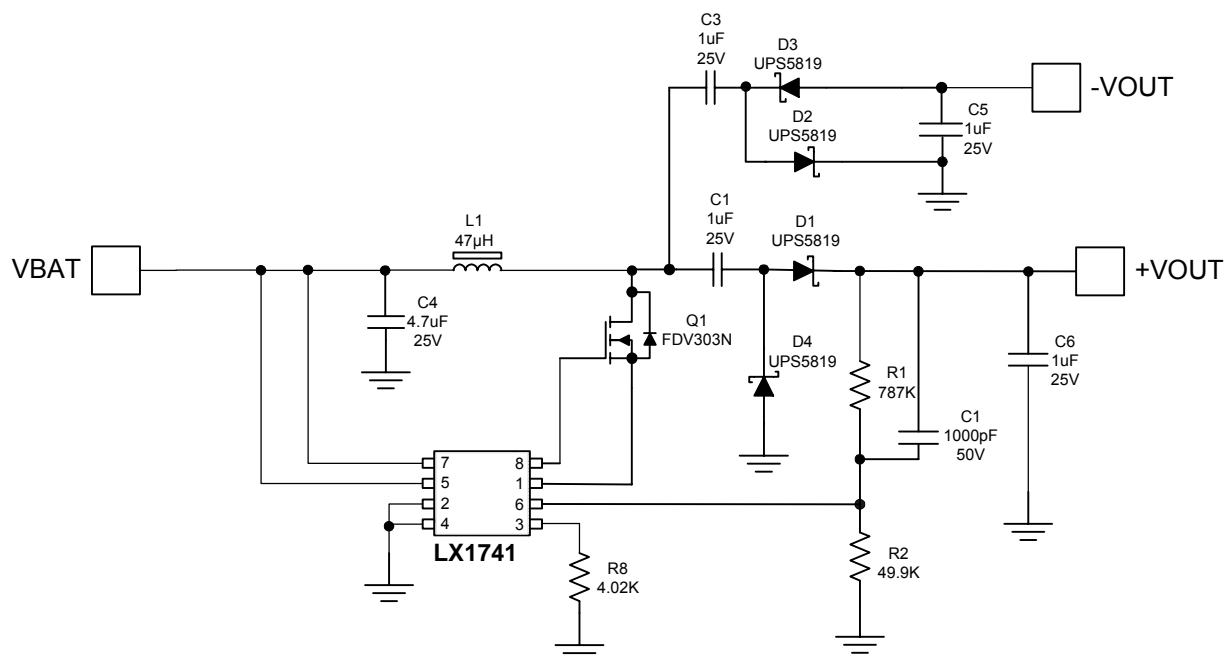 C3
1uF
25V
D3
UPS5819
-VOUT
D2
UPS5819
C5
1uF
25V
C1
1uF
25V
D1
UPS5819
L1
47µH
VBAT
+VOUT
C4
4.7uF
25V
Q1
FDV303N
D4
UPS5819
R1
787K
C6
1uF
25V
C1
1000pF
50V
7
8
5
1
2
6
4
3
LX1741
R8
4.02K
R2
49.9K